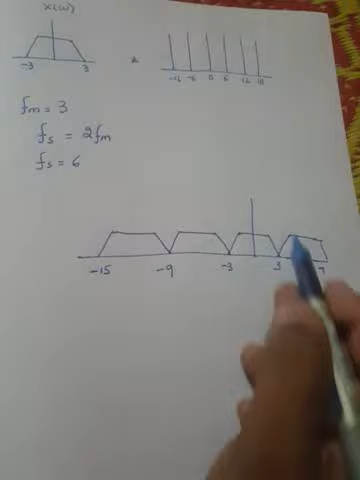 X(ω)
-3 3
-12 -6 0 6 12 18
fm = 3
fs = 2fm
fs = 6
-15 -9 -3 3 9